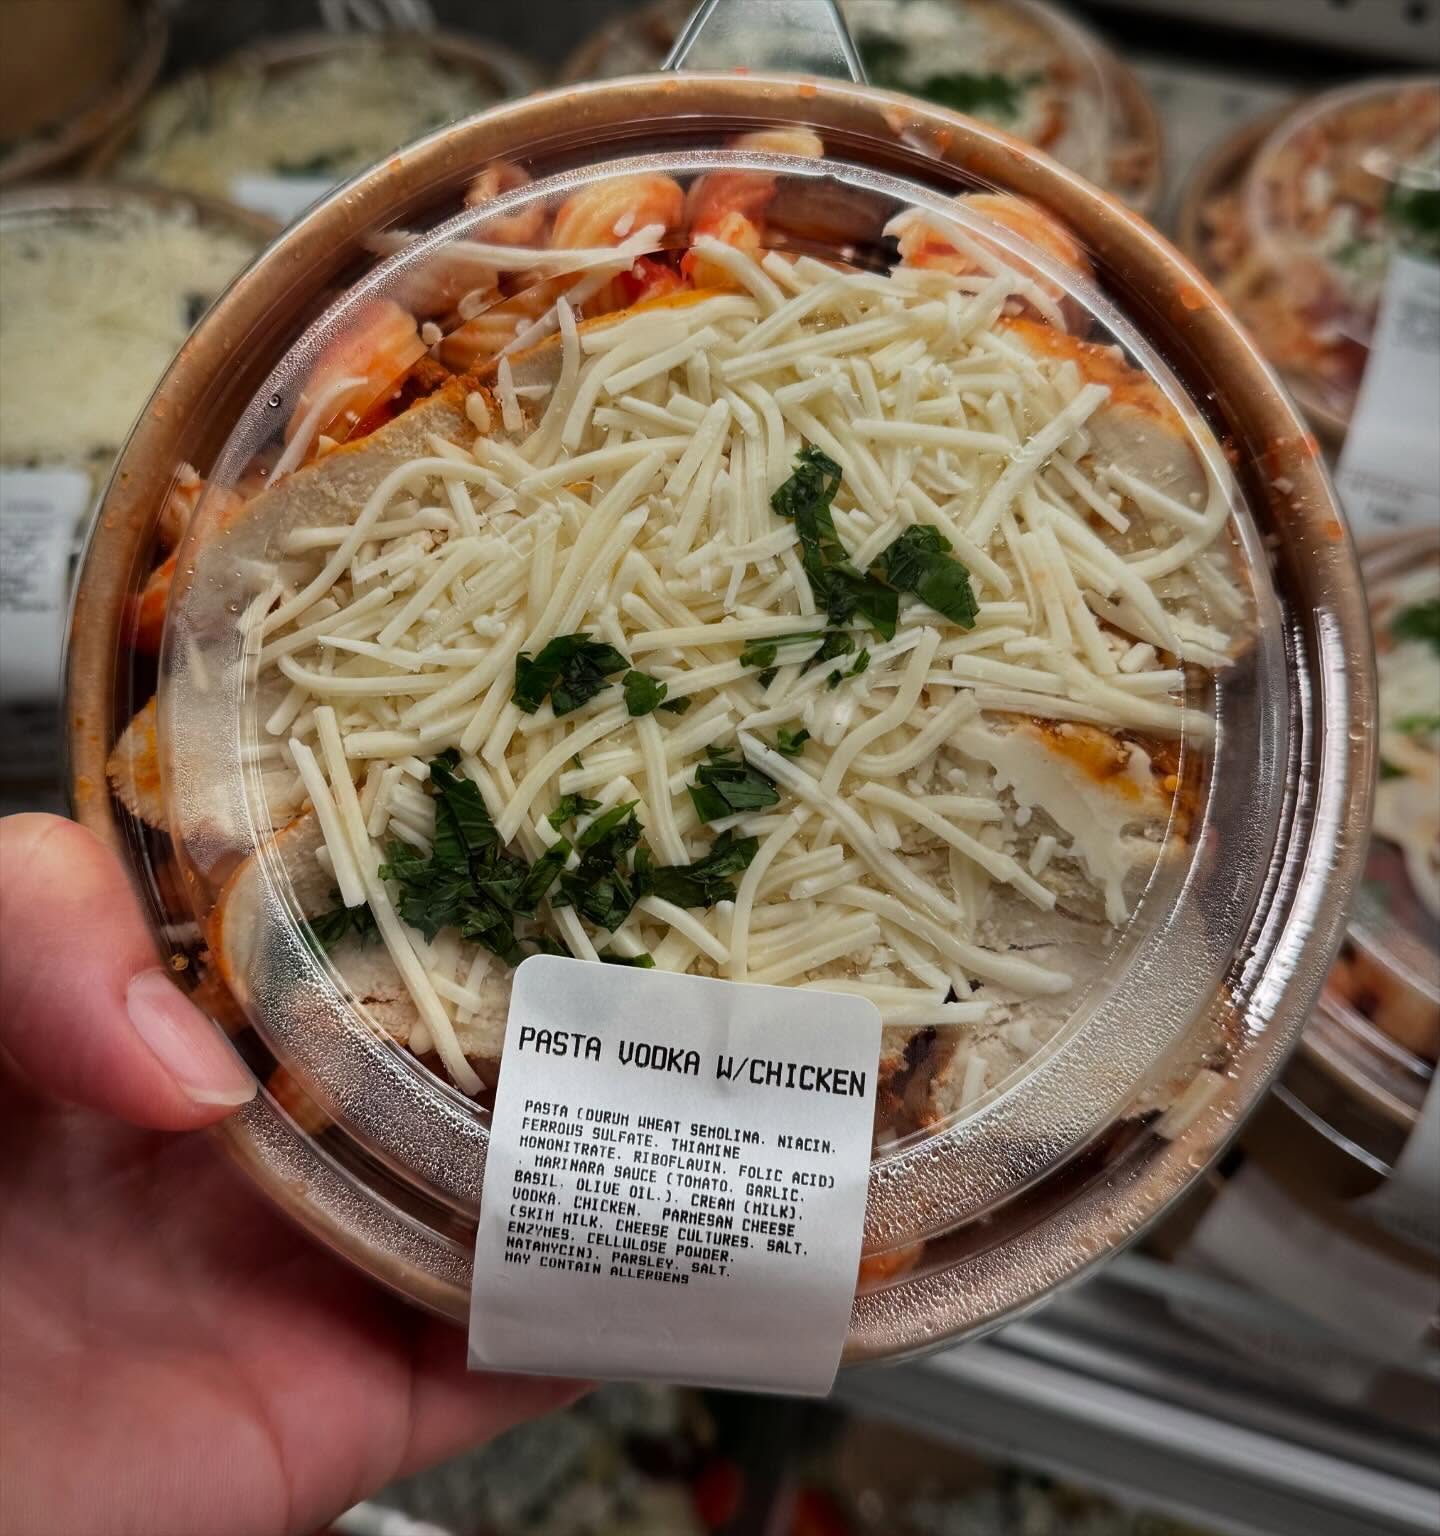 PASTA VODKA W/CHICKEN
PASTA (DURUM WHEAT SEMOLINA, NIACIN,
FERROUS SULFATE, THIAMINE
MONONITRATE, RIBOFLAVIN, FOLIC ACID)
, MARINARA SAUCE (TOMATO, GARLIC,
BASIL, OLIVE OIL,), CREAM (MILK),
VODKA, CHICKEN, PARMESAN CHEESE
(SKIM MILK, CHEESE CULTURES, SALT,
ENZYMES, CELLULOSE POWDER,
NATAMYCIN), PARSLEY, SALT.
MAY CONTAIN ALLERGENS